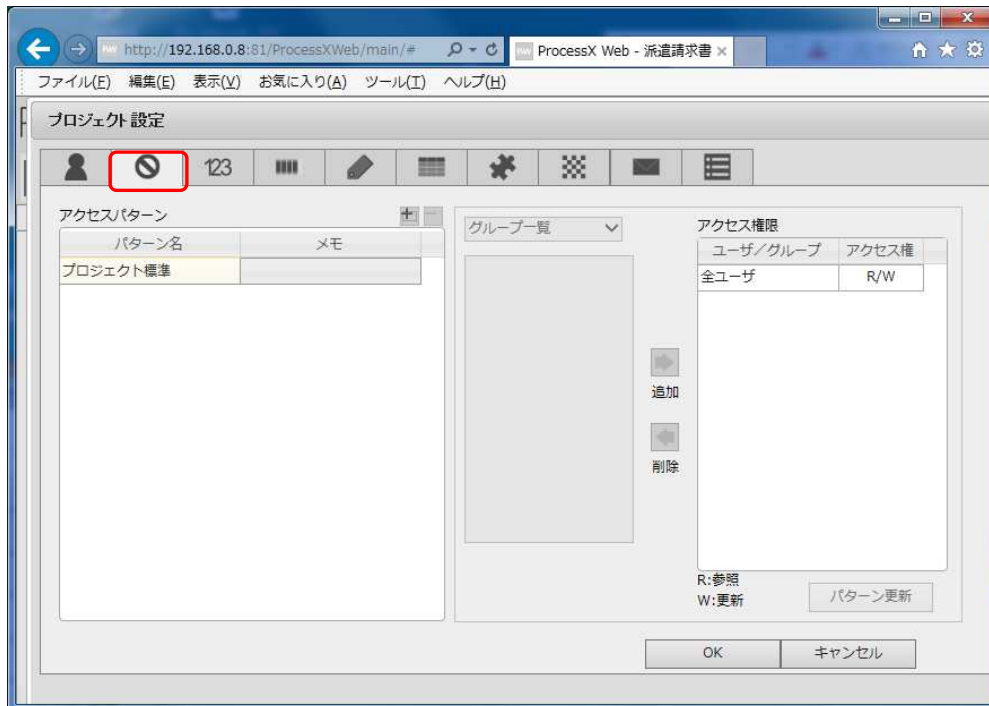 http://192.168.0.8:81/ProcessXWeb/main/#
ProcessX Web - 派遣請求書
ファイル(F) 編集(E) 表示(V) お気に入り(A) ツール(T) ヘルプ(H)
プロジェクト設定
123
アクセスパターン
パターン名 メモ
プロジェクト標準
グループ一覧
アクセス権限
ユーザ/グループ アクセス権
全ユーザ R/W
追加
削除
R:参照
W:更新
パターン更新
OK キャンセル